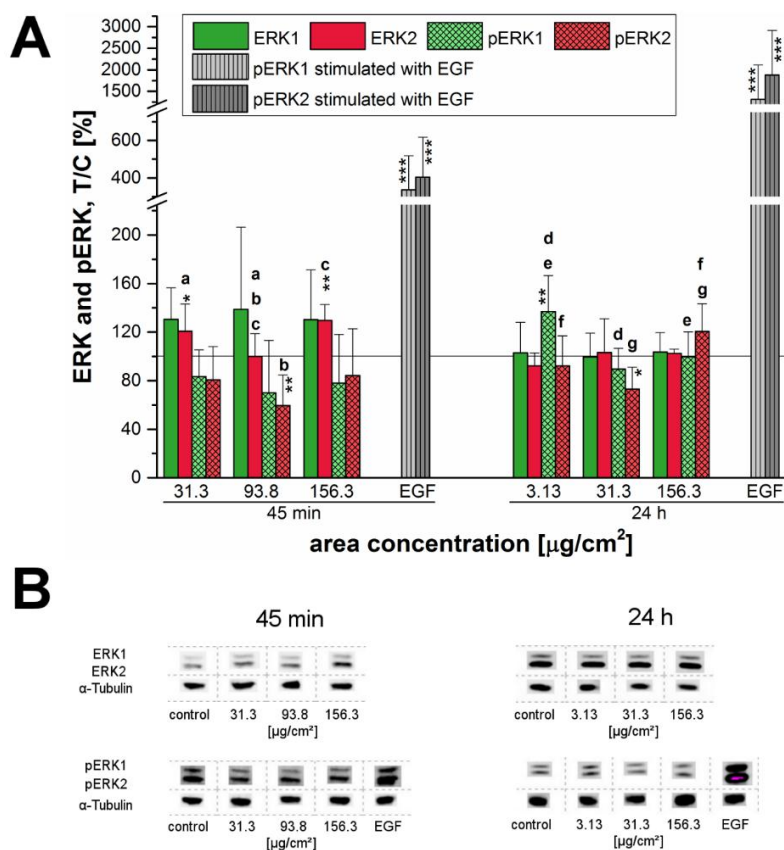 A
ERK1 ERK2 pERK1 pERK2
pERK1 stimulated with EGF
pERK2 stimulated with EGF
ERK and pERK, T/C [%]
3000
2500
2000
1500
600
400
200
160
120
80
40
0
a
*
a
b
c
b
**
c
**
***
***
d
e
**
f
d
g
*
e
f
g
***
***
31.3 93.8 156.3 EGF 3.13 31.3 156.3 EGF
45 min 24 h
area concentration [µg/cm²]
B
45 min 24 h
ERK1
ERK2
α-Tubulin
control 31.3 93.8 156.3 control 3.13 31.3 156.3
[µg/cm²] [µg/cm²]
pERK1
pERK2
α-Tubulin
control 31.3 93.8 156.3 EGF control 3.13 31.3 156.3 EGF
[µg/cm²] [µg/cm²]